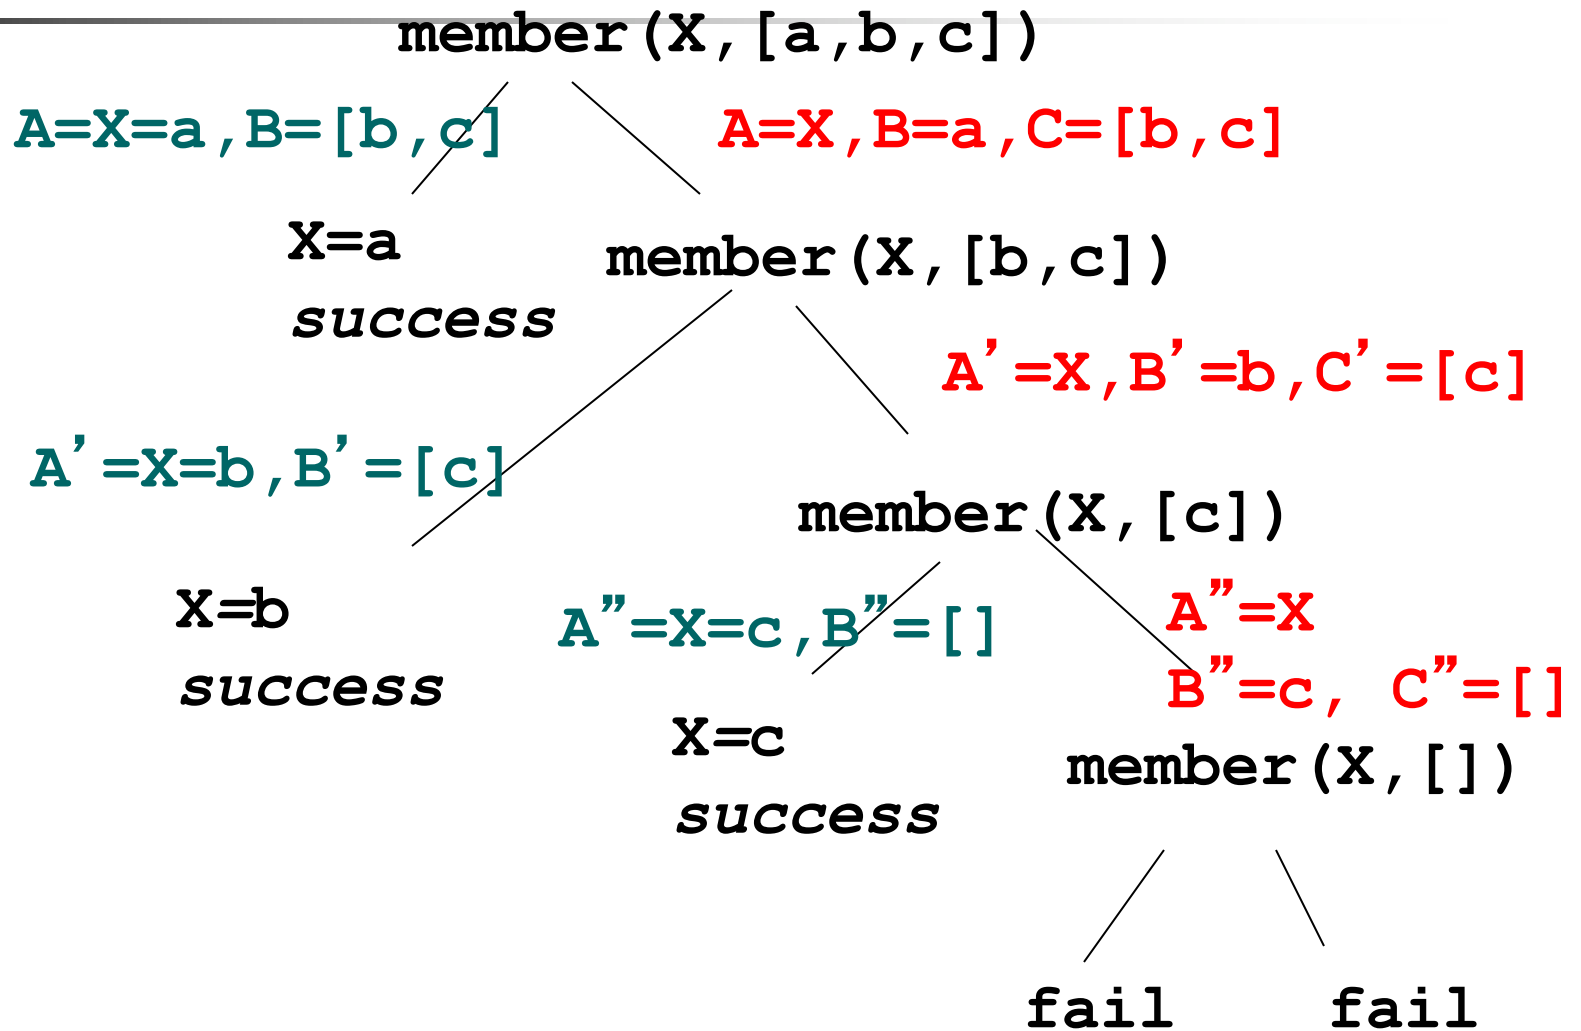 member(X,[a,b,c])
A=X=a,B=[b,c]
A=X,B=a,C=[b,c]
X=a
success
member(X,[b,c])
A’=X,B’=b,C’=[c]
A’=X=b,B’=[c]
member(X,[c])
X=b
success
A”=X=c,B”=[]
A”=X
B”=c, C”=[]
X=c
success
member(X,[])
fail
fail